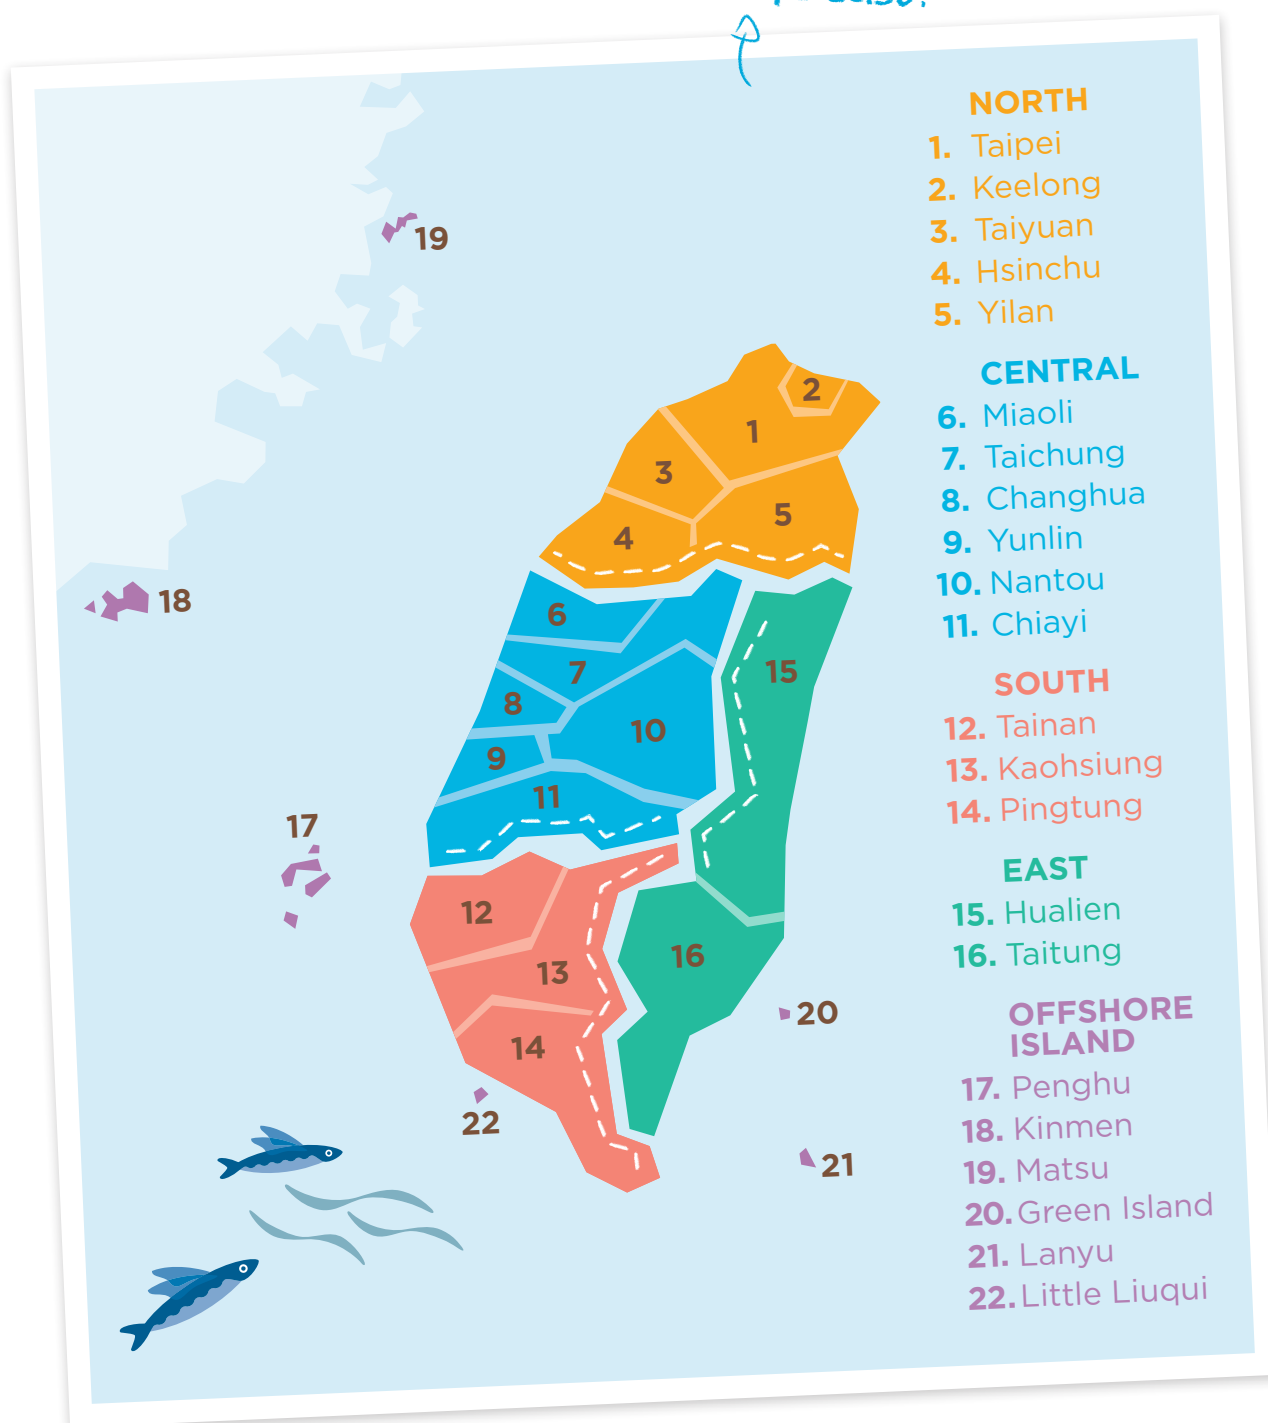 NORTH
1. Taipei
2. Keelong
3. Taiyuan
4. Hsinchu
5. Yilan
CENTRAL
6. Miaoli
7. Taichung
8. Changhua
9. Yunlin
10. Nantou
11. Chiayi
SOUTH
12. Tainan
13. Kaohsiung
14. Pingtung
EAST
15. Hualien
16. Taitung
OFFSHORE
ISLAND
17. Penghu
18. Kinmen
19. Matsu
20. Green Island
21. Lanyu
22. Little Liuqui
19
2
1
3
5
4
18
6
15
7
8
10
9
11
17
12
16
13
20
14
22
21